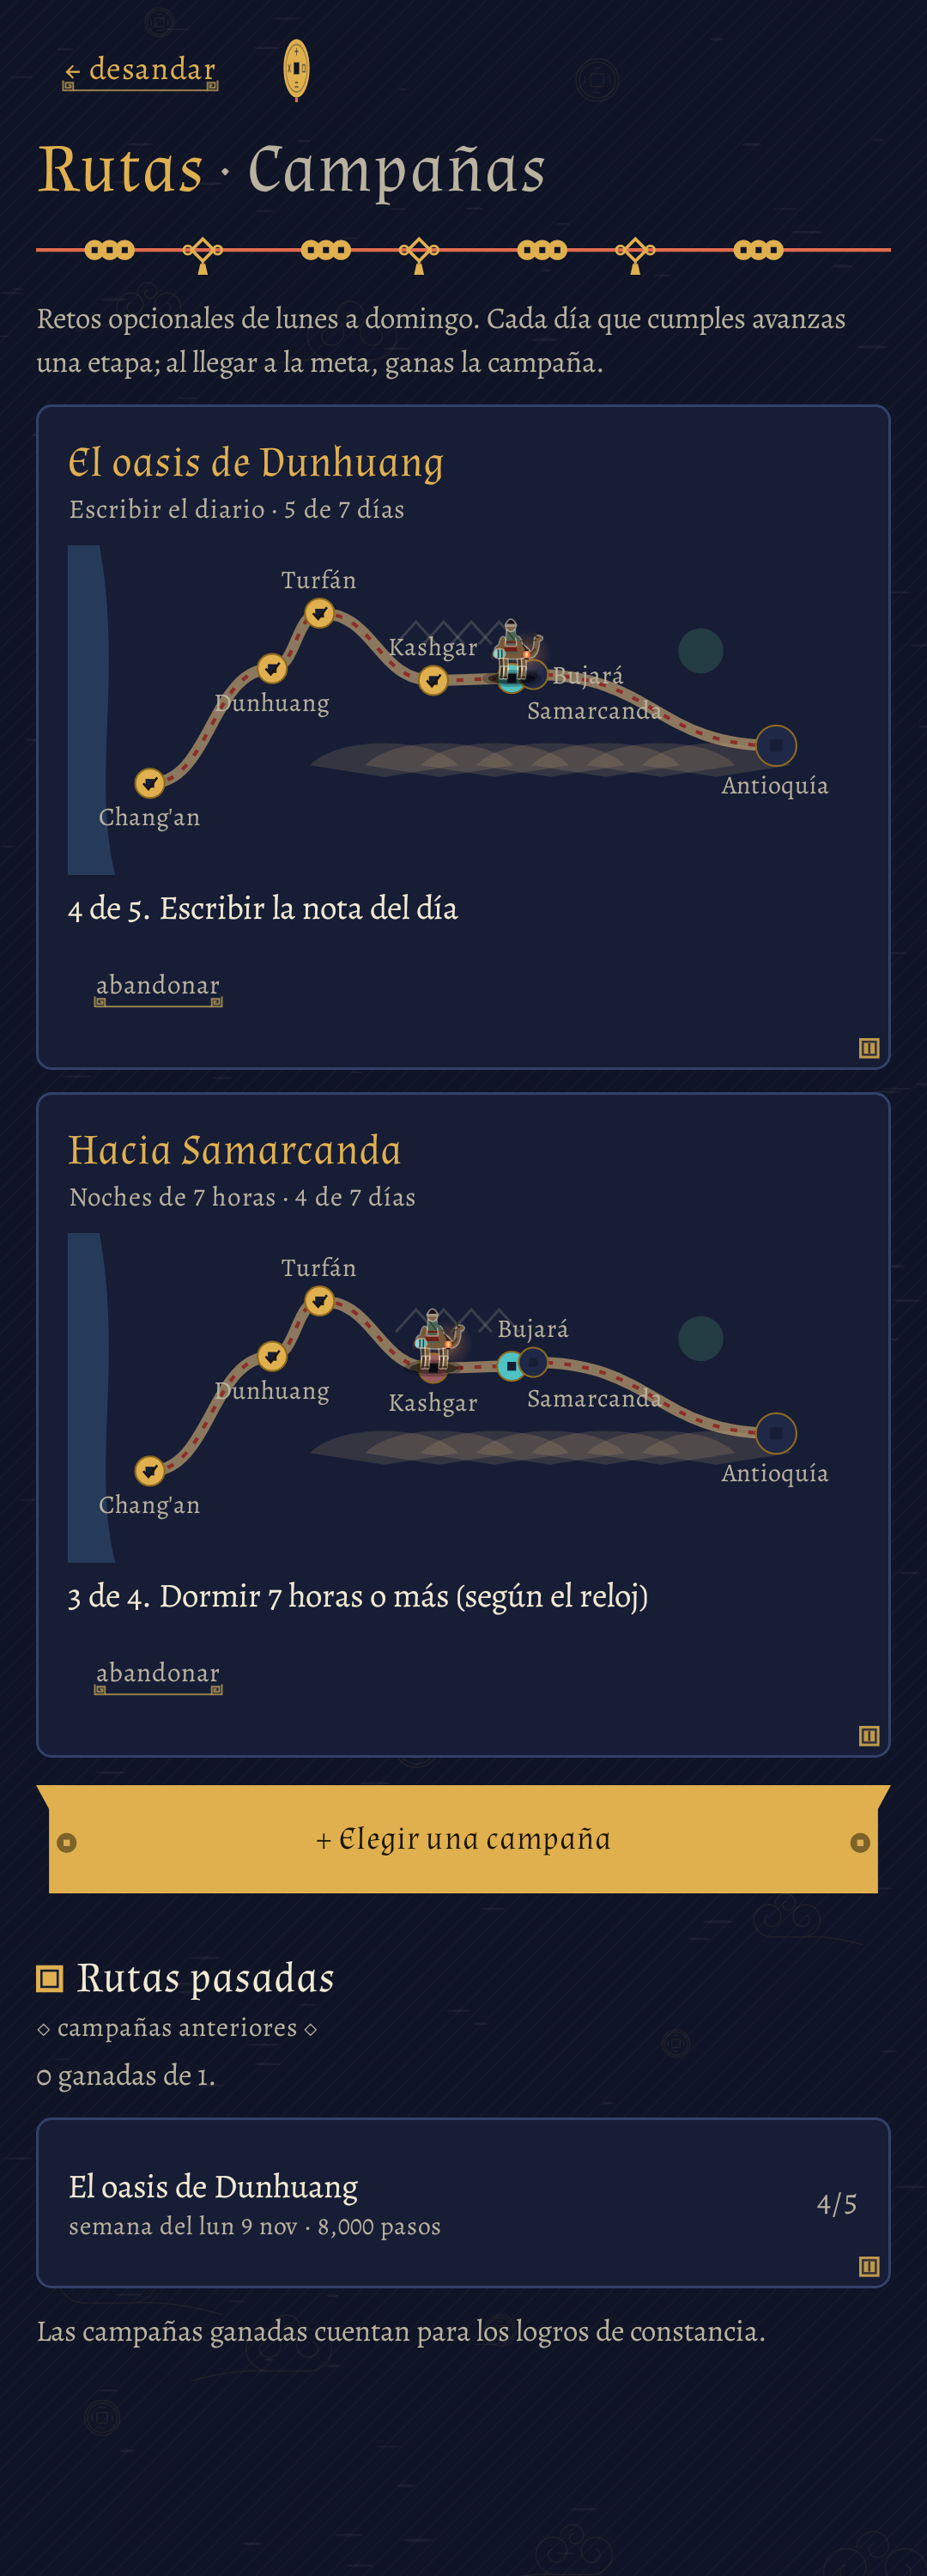 ← desandar
Rutas · Campañas
Retos opcionales de lunes a domingo. Cada día que cumples avanzas
una etapa; al llegar a la meta, ganas la campaña.
El oasis de Dunhuang
Escribir el diario · 5 de 7 días
Turfán
Kashgar
Bujará
Dunhuang
Samarcanda
Antioquía
Chang'an
4 de 5. Escribir la nota del día
abandonar
Hacia Samarcanda
Noches de 7 horas · 4 de 7 días
Turfán
Bujará
Dunhuang
Kashgar
Samarcanda
Antioquía
Chang'an
3 de 4. Dormir 7 horas o más (según el reloj)
abandonar
+ Elegir una campaña
Rutas pasadas
◇ campañas anteriores ◇
0 ganadas de 1.
El oasis de Dunhuang
4/5
semana del lun 9 nov · 8,000 pasos
Las campañas ganadas cuentan para los logros de constancia.